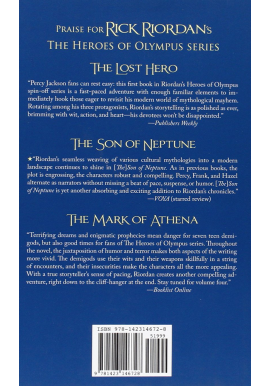 PRAISE FOR RICK RIORDAN'S
THE HEROES OF OLYMPUS SERIES
THE LOST HERO
"Percy Jackson fans can rest easy: this first book in Riordan's Heroes of Olympus
spin-off series is a fast-paced adventure with enough familiar elements to im-
mediately hook those eager to revisit his modern world of mythological mayhem.
Rotating among his three protagonists, Riordan's storytelling is as polished as ever,
brimming with wit, action, and heart—his devotees won't be disappointed."
—Publishers Weekly
THE SON OF NEPTUNE
★"Riordan's seamless weaving of various cultural mythologies into a modern
landscape continues to shine in [The] Son of Neptune. As in previous books, the
plot is engrossing, the characters robust and compelling. Percy, Frank, and Hazel
alternate as narrators without missing a beat of pace, suspense, or humor. [The] Son
of Neptune is yet another absorbing and exciting addition to Riordan's chronicles."
—VOYA (starred review)
THE MARK OF ATHENA
"Terrifying dreams and enigmatic prophecies mean danger for seven teen demi-
gods, but also good times for fans of The Heroes of Olympus series. Throughout
the novel, the juxtaposition of humor and terror makes both aspects of the writing
more vivid. The demigods use their wits and their weapons skillfully in a string
of encounters, and their insecurities make the characters all the more appealing.
With a true storyteller's sense of pacing, Riordan creates another compelling ad-
venture, right down to the cliff-hanger at the end. Stay tuned for volume four."
—Booklist Online
ISBN 978-142314672-8
51999
9 781423 146728